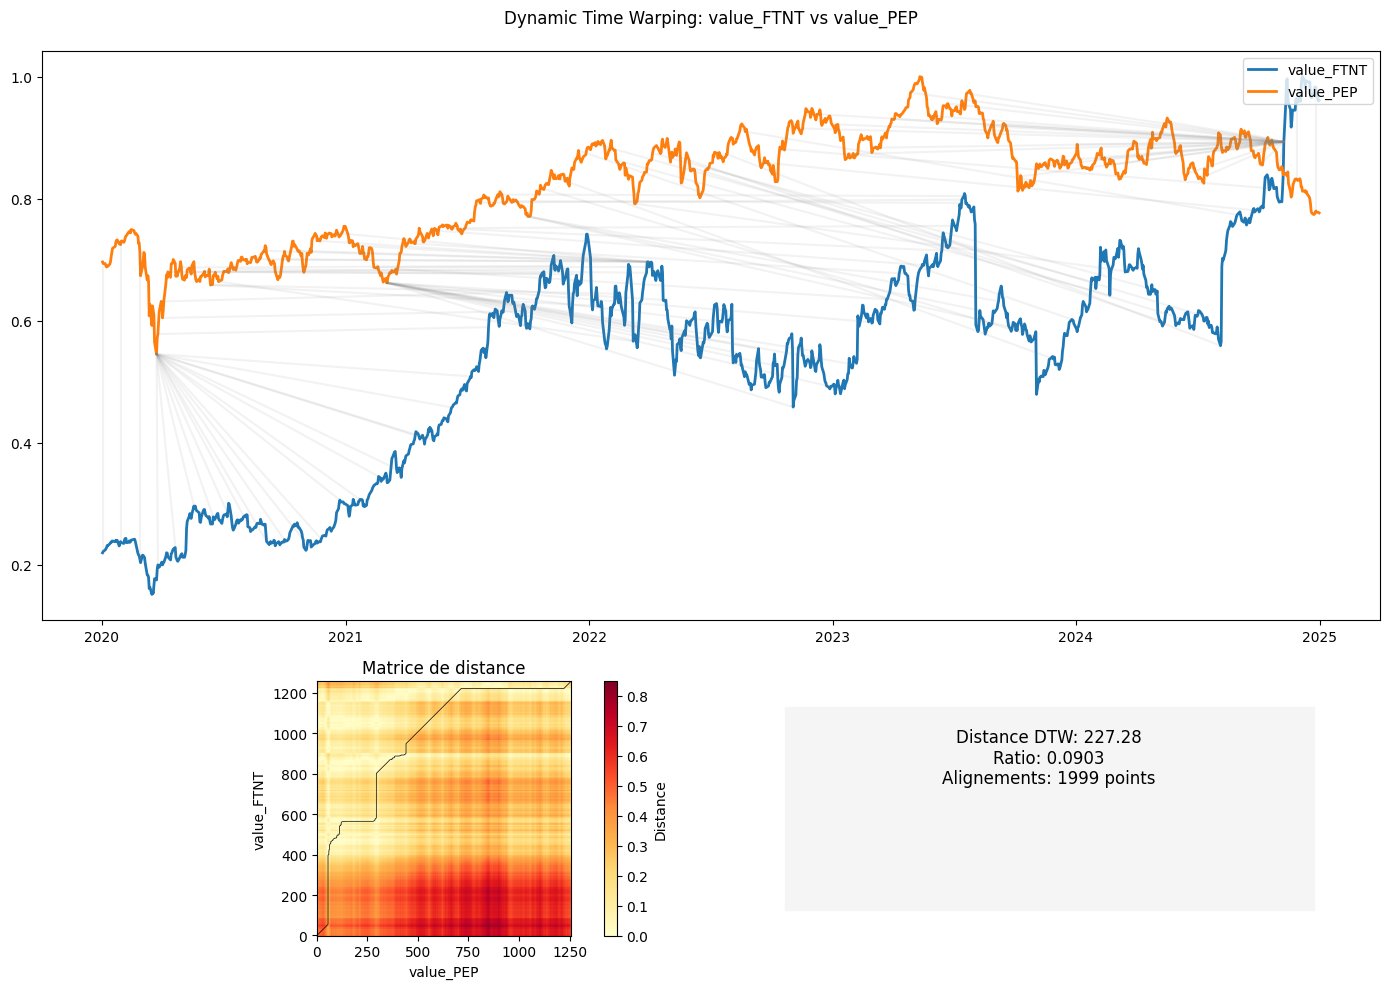 Dynamic Time Warping: value_FTNT vs value_PEP
value_FTNT
value_PEP
1.0
0.8
0.6
0.4
0.2
2020 2021 2022 2023 2024 2025
Matrice de distance
value_FTNT
1200
1000
800
600
400
200
0
0 250 500 750 1000 1250
value_PEP
0.8
0.7
0.6
0.5
0.4
0.3
0.2
0.1
0.0
Distance
Distance DTW: 227.28
Ratio: 0.0903
Alignements: 1999 points